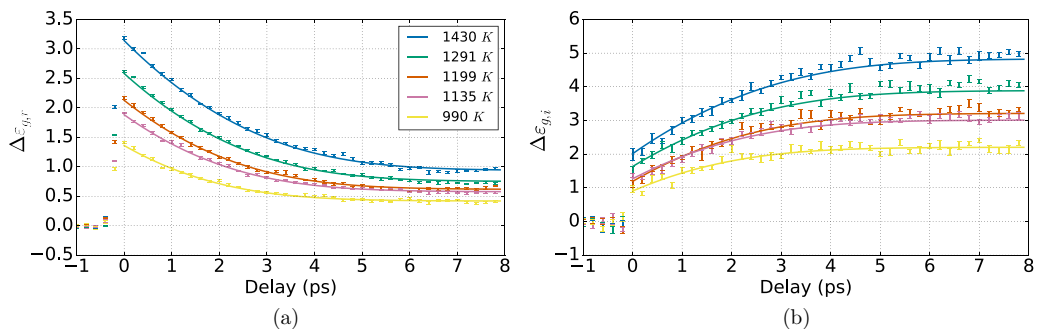 3.5
3.0
2.5
2.0
1.5
1.0
0.5
0.0
−0.5
Δε_{g,r}
1430 K
1291 K
1199 K
1135 K
990 K
−1 0 1 2 3 4 5 6 7 8
Delay (ps)
(a)
6
5
4
3
2
1
0
−1
Δε_{g,i}
−1 0 1 2 3 4 5 6 7 8
Delay (ps)
(b)